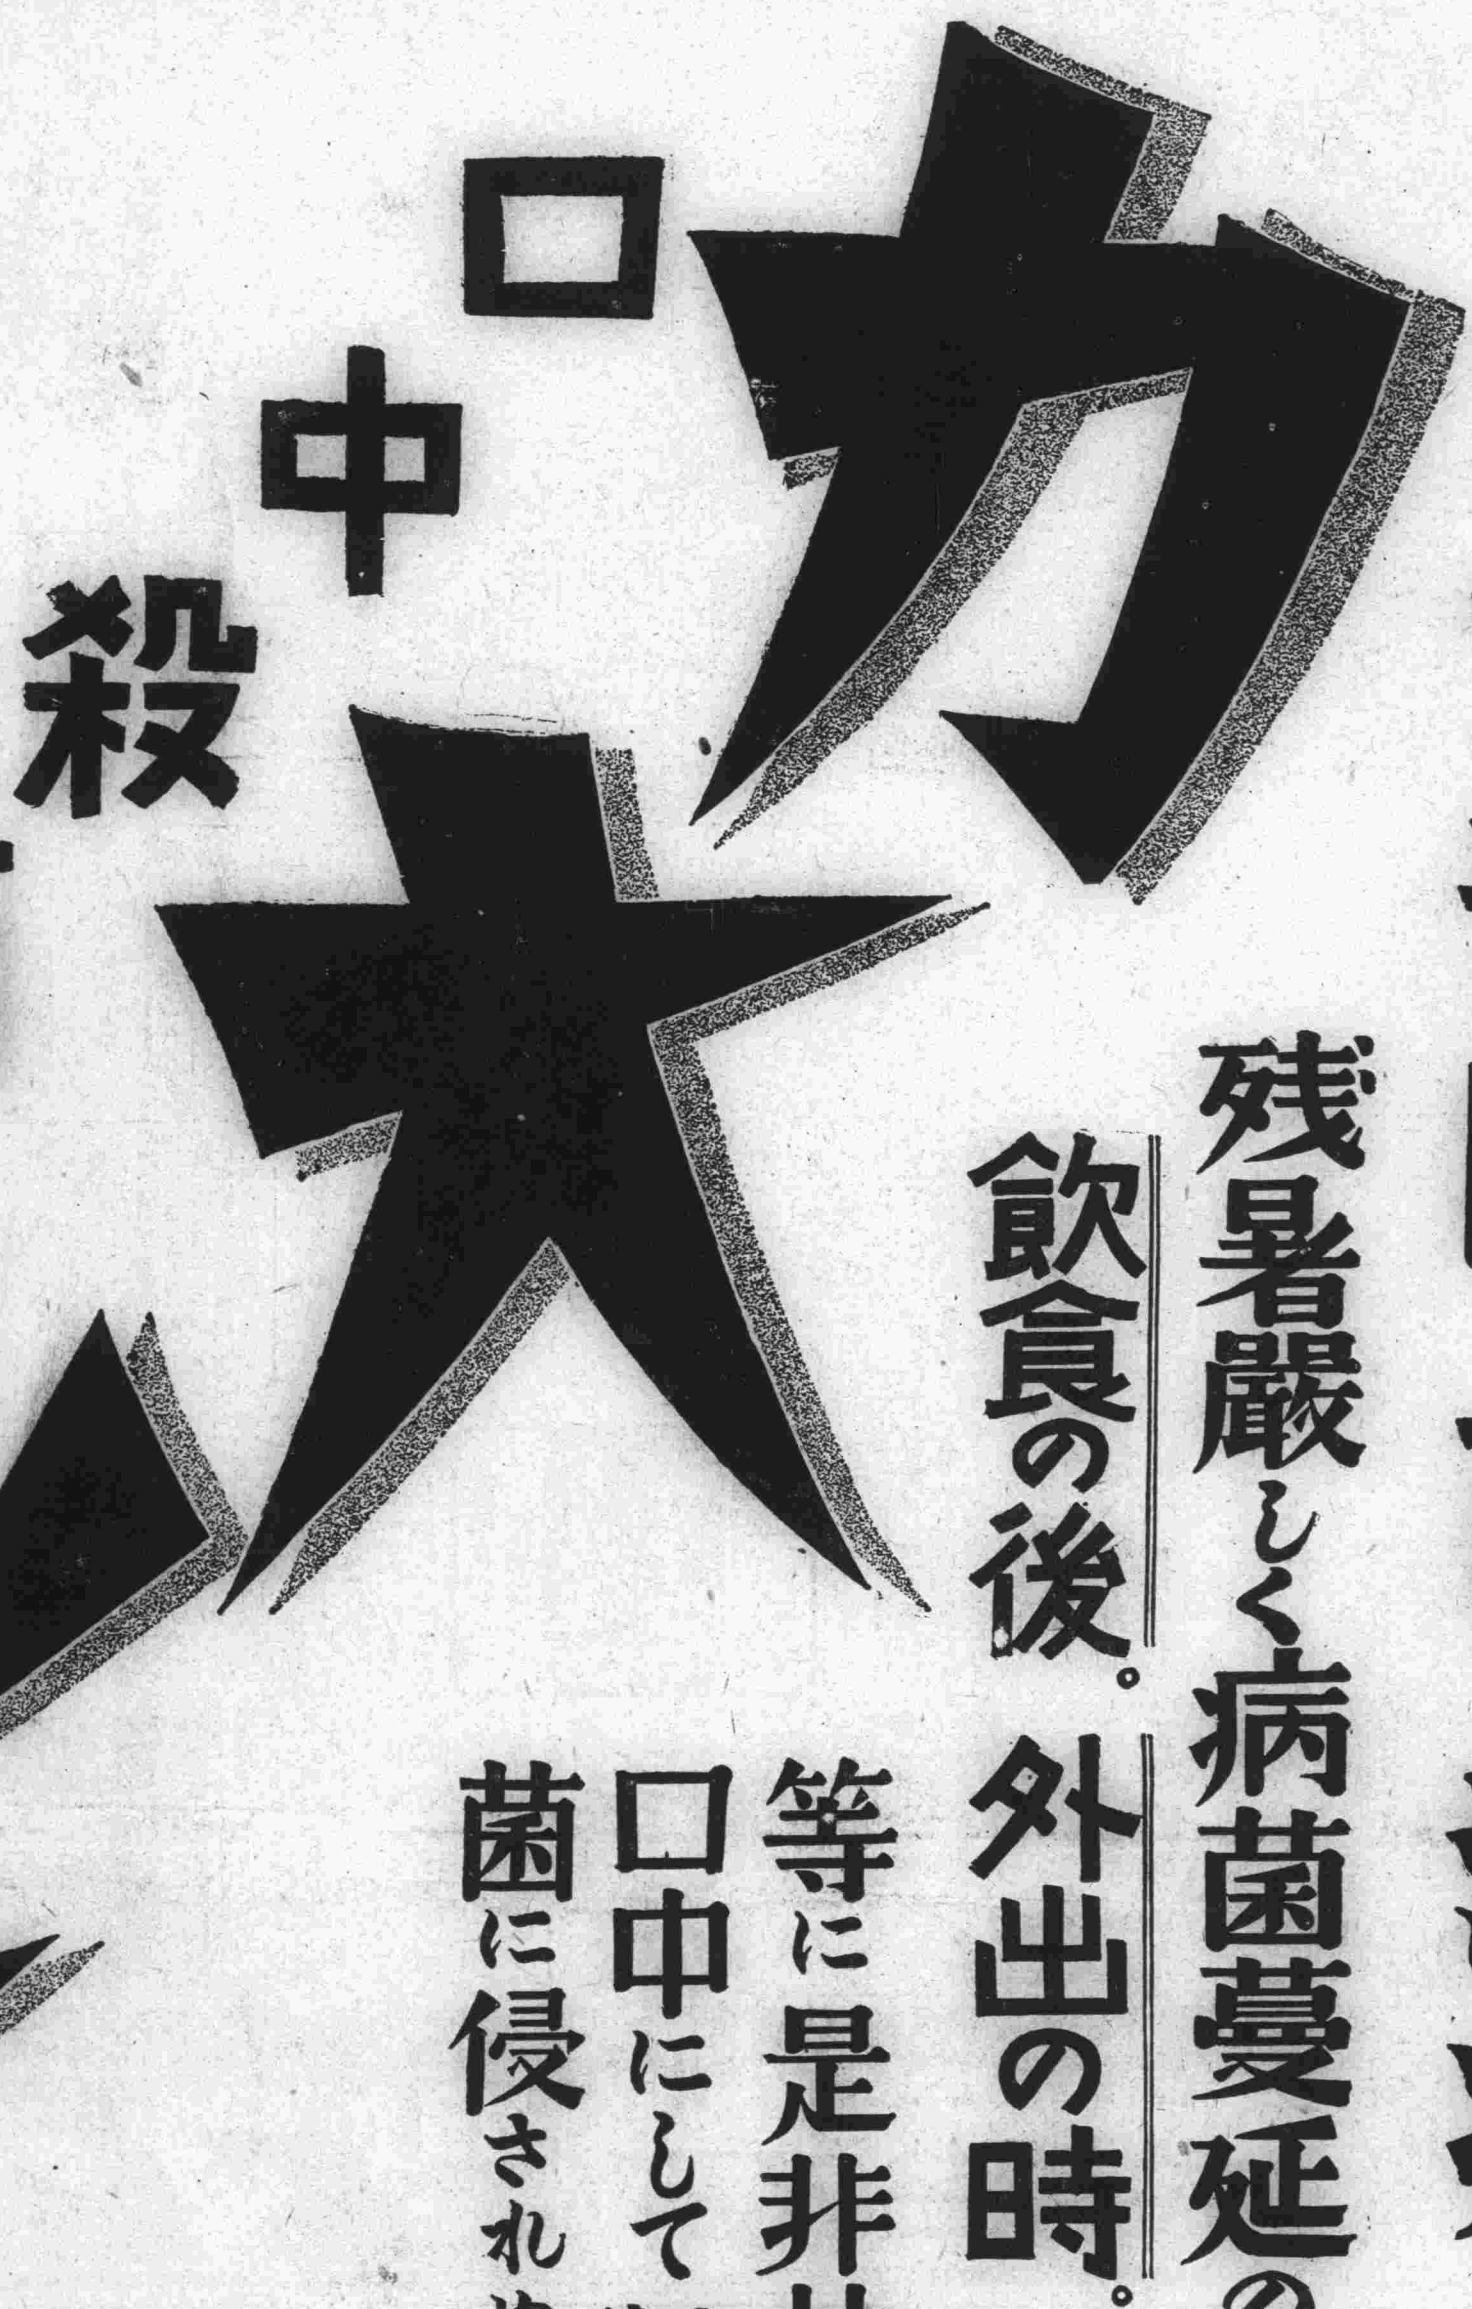 力大
口中殺
残暑嚴しく病菌蔓延の
飲食の後。外出の時。
等に是非
口中にして
菌に侵され